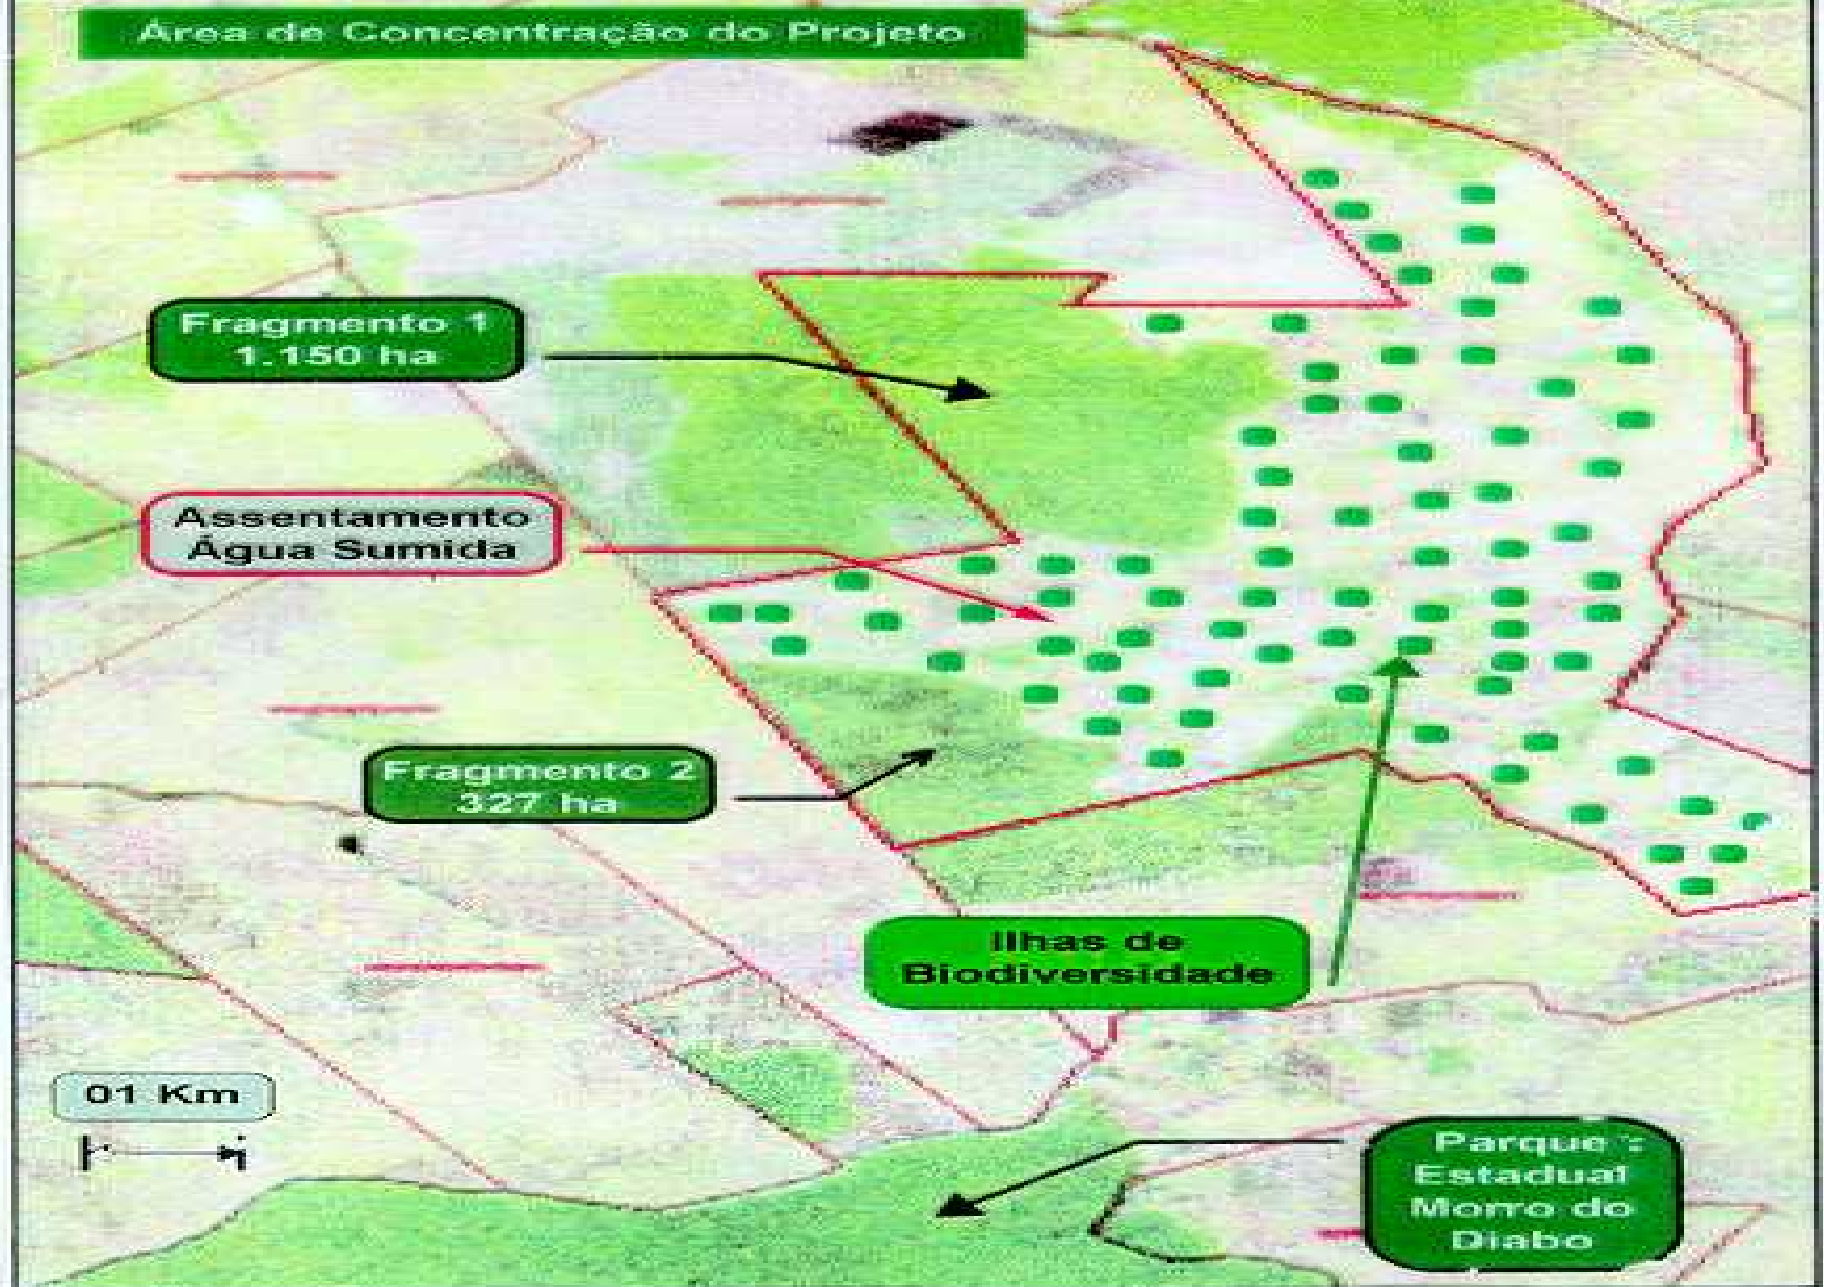 Área de Concentração do Projeto
Fragmento 1
1.150 ha
Assentamento
Água Sumida
Fragmento 2
327 ha
Ilhas de
Biodiversidade
01 Km
Parque
Estadual
Morro do
Diabo